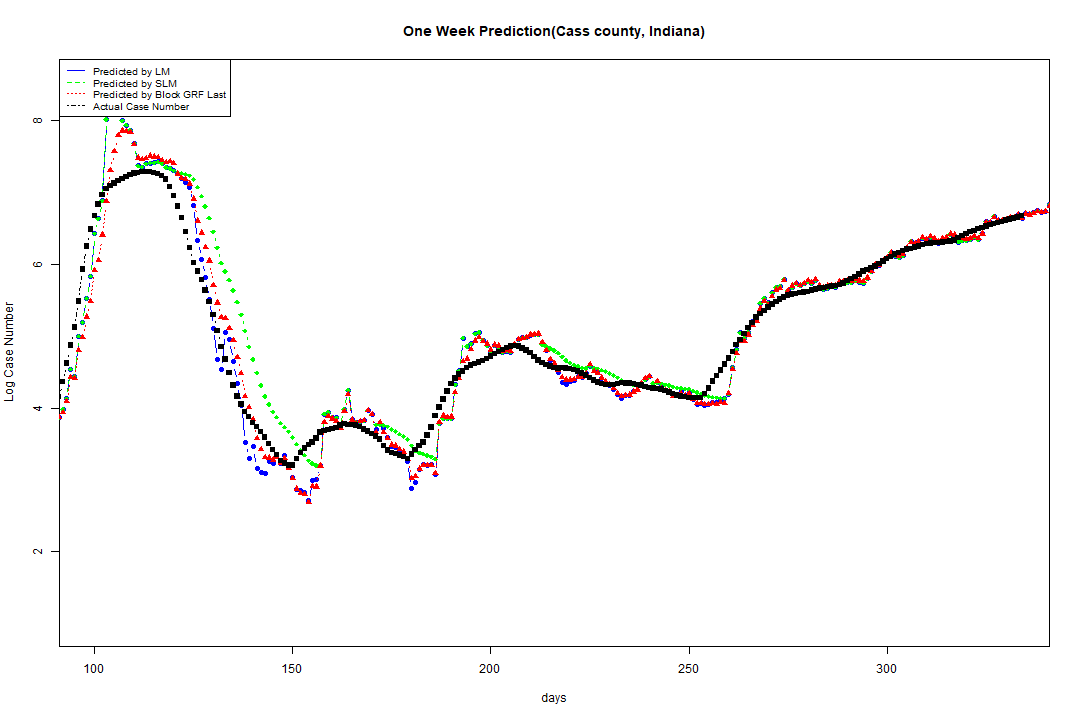 One Week Prediction(Cass county, Indiana)
Predicted by LM
Predicted by SLM
Predicted by Block GRF Last
Actual Case Number
8
6
4
2
Log Case Number
100 150 200 250 300
days